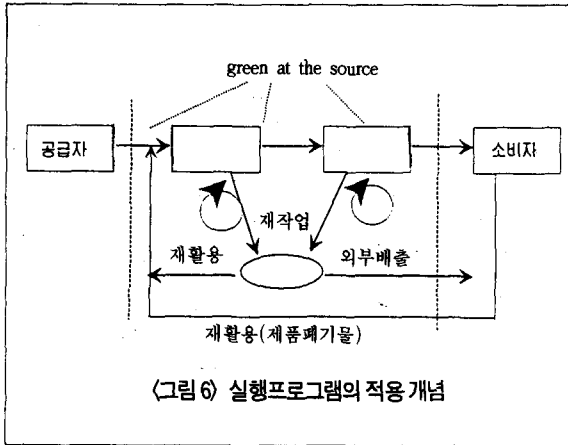 green at the source
공급자
소비자
재작업
재활용
외부배출
재활용(제품폐기물)
〈그림 6〉 실행프로그램의 적용 개념